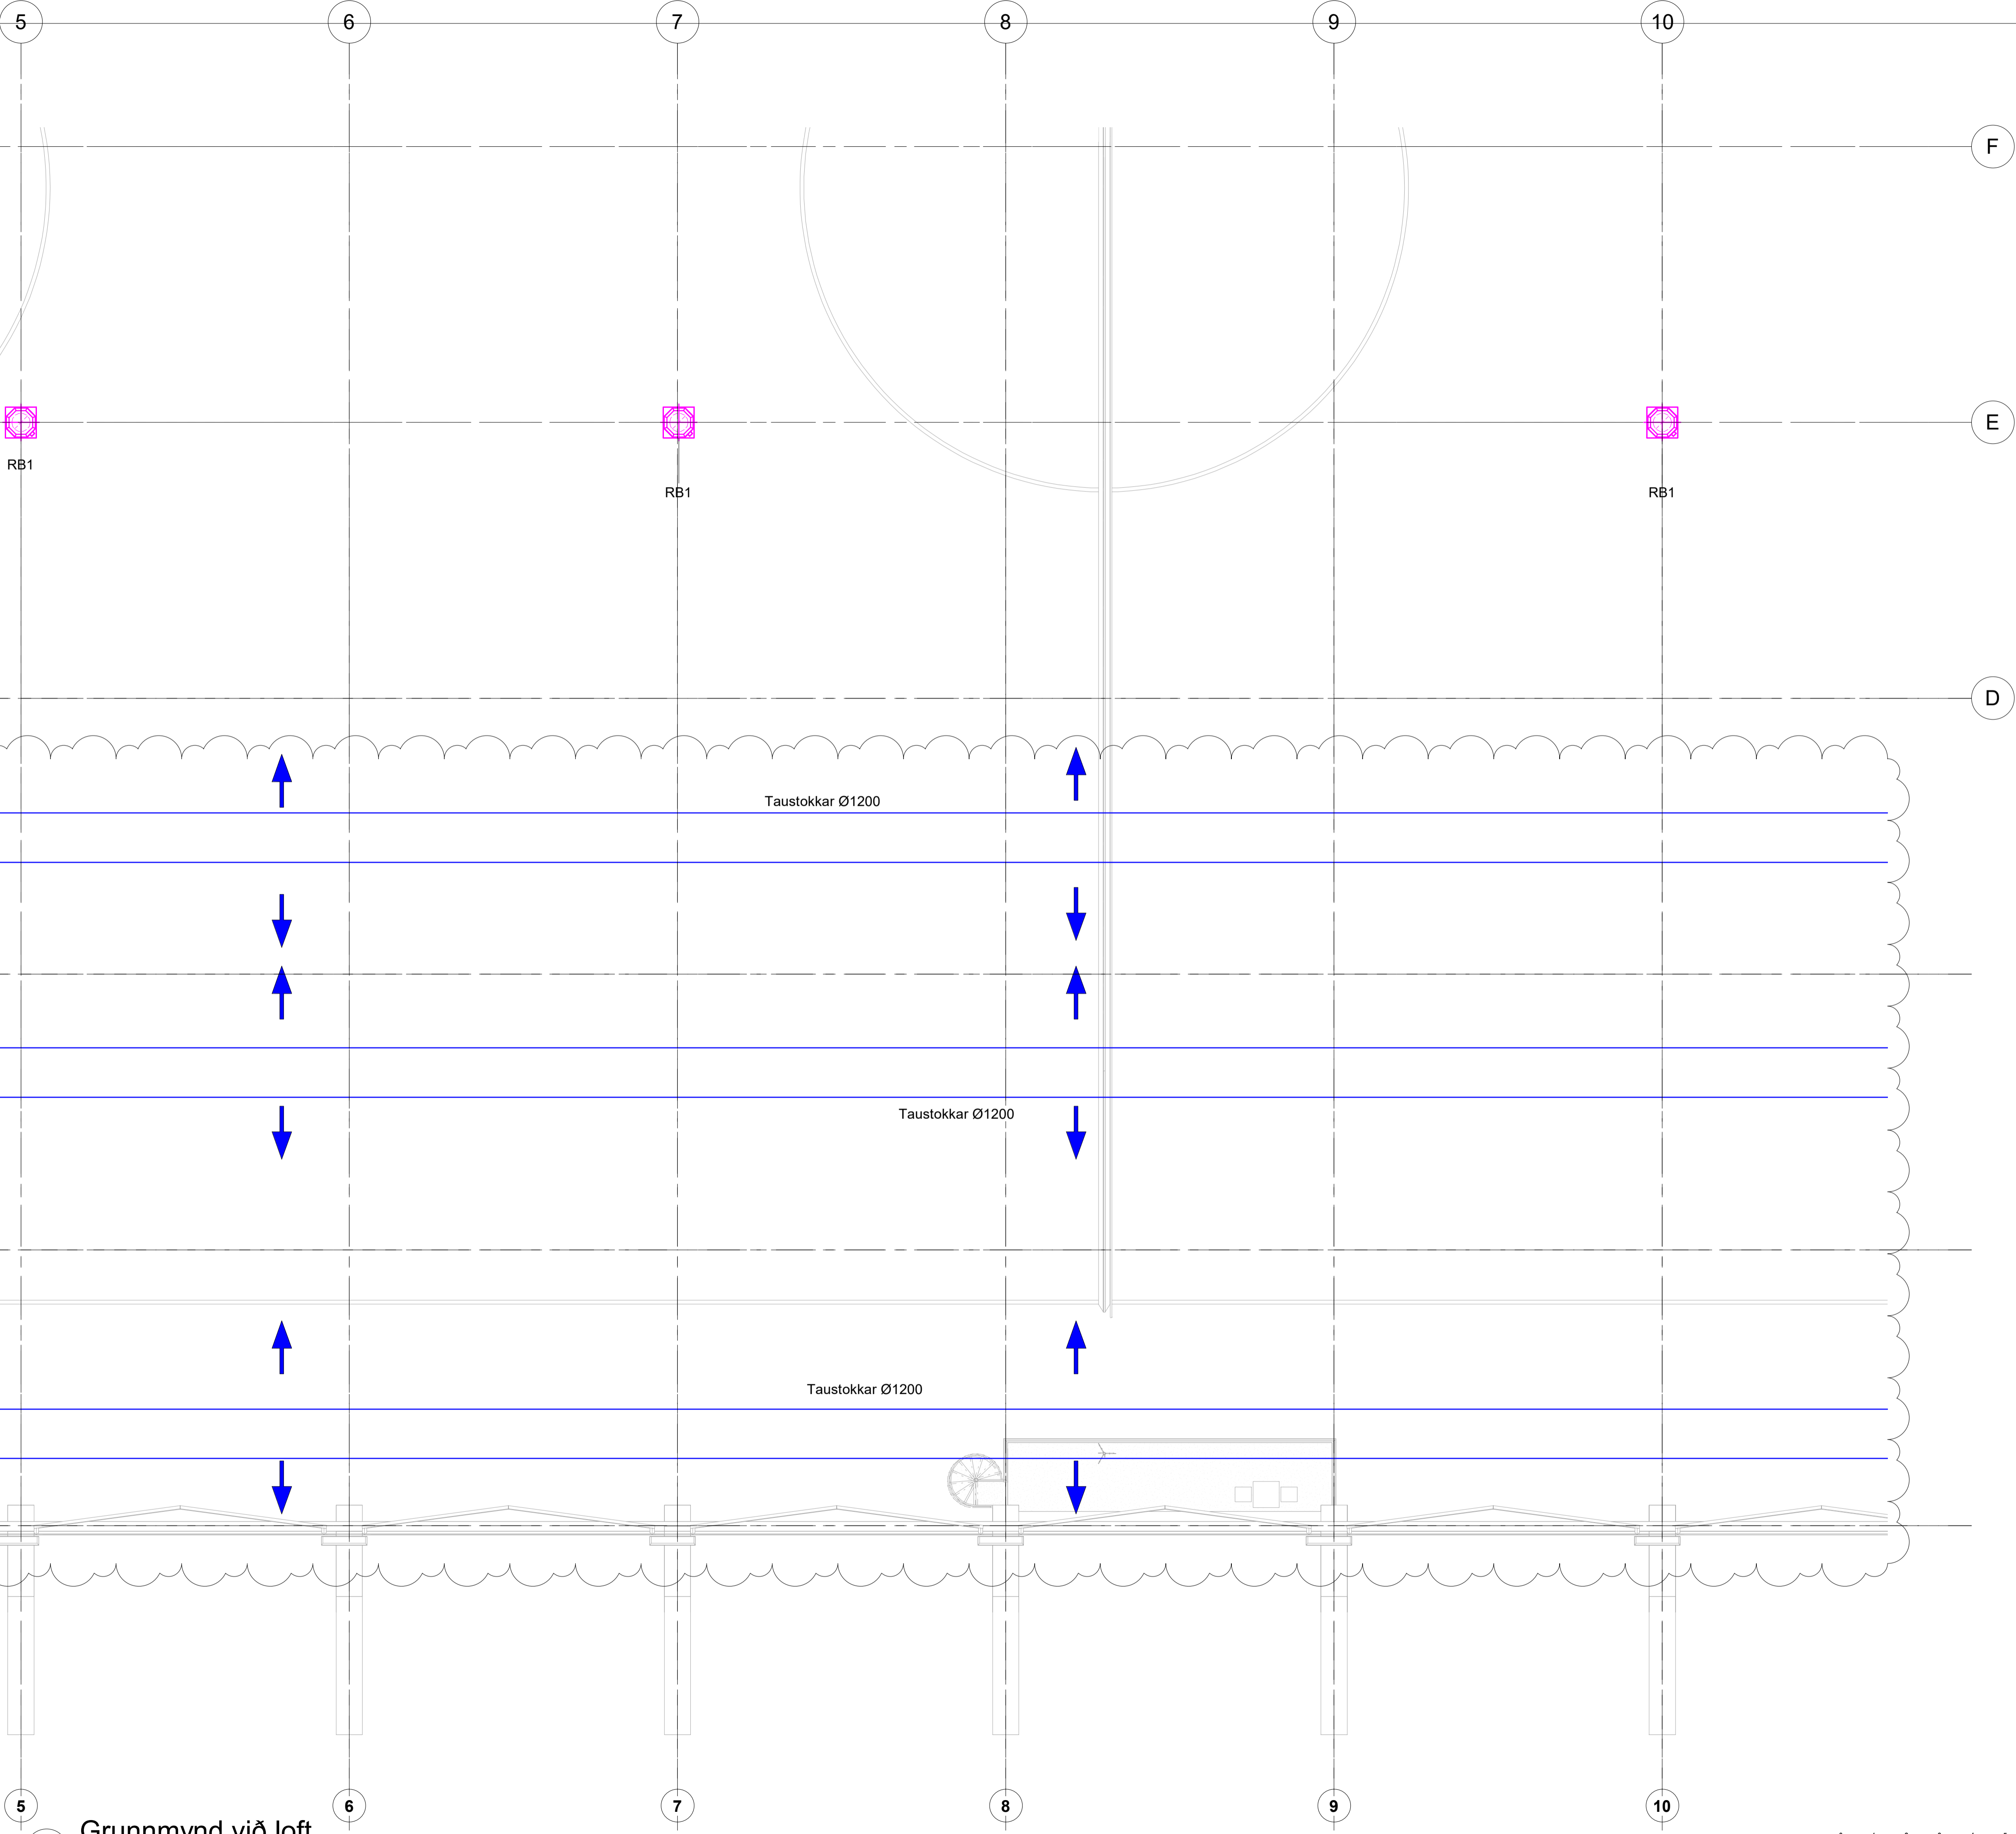 5 6 7 8 9 10
F
E
RB1
RB1 RB1
D
Taustokkar Ø1200
Taustokkar Ø1200
Taustokkar Ø1200
5 6 7 8 9 10
Grunnmynd við loft